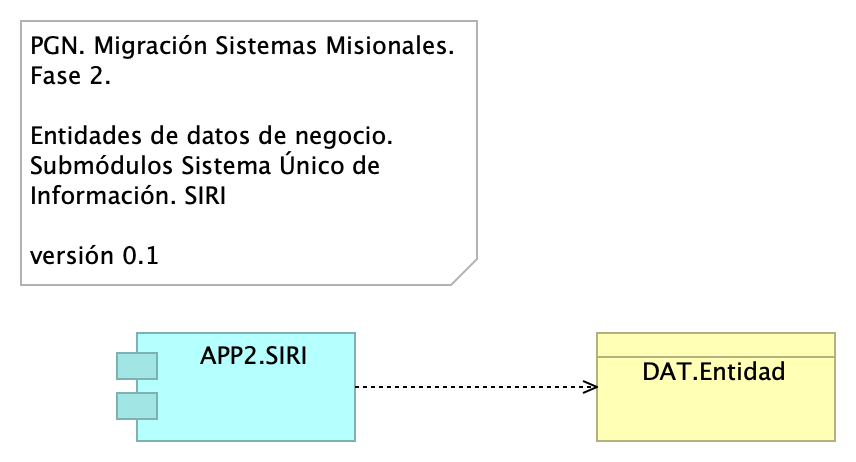 PGN. Migración Sistemas Misionales.
Fase 2.
Entidades de datos de negocio.
Submódulos Sistema Único de
Información. SIRI
versión 0.1
APP2.SIRI
DAT.Entidad